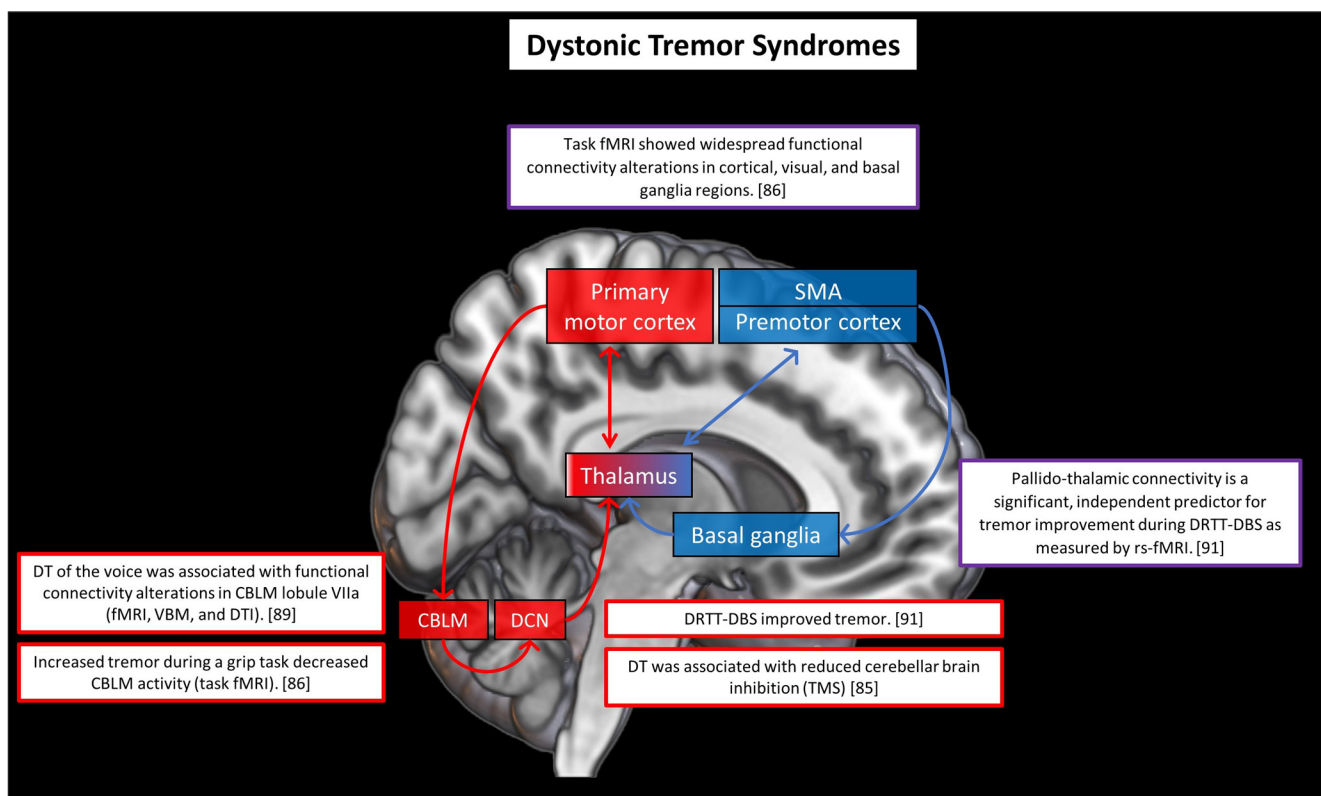 Dystonic Tremor Syndromes
Task fMRI showed widespread functional
connectivity alterations in cortical, visual, and basal
ganglia regions. [86]
Primary
motor cortex
SMA
Premotor cortex
Thalamus
Basal ganglia
Pallido-thalamic connectivity is a
significant, independent predictor for
tremor improvement during DRTT-DBS as
measured by rs-fMRI. [91]
DT of the voice was associated with functional
connectivity alterations in CBLM lobule VIIa
(fMRI, VBM, and DTI). [89]
CBLM
DCN
DRTT-DBS improved tremor. [91]
Increased tremor during a grip task decreased
CBLM activity (task fMRI). [86]
DT was associated with reduced cerebellar brain
inhibition (TMS) [85]